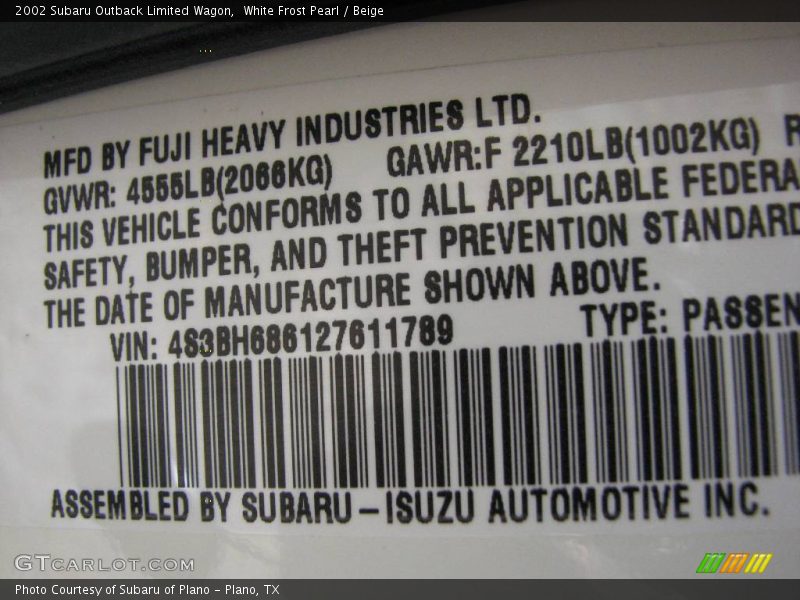 2002 Subaru Outback Limited Wagon, White Frost Pearl / Beige
MFD BY FUJI HEAVY INDUSTRIES LTD.
GVWR: 4555LB(2066KG) GAWR:F 2210LB(1002KG) R
THIS VEHICLE CONFORMS TO ALL APPLICABLE FEDERA
SAFETY, BUMPER, AND THEFT PREVENTION STANDARD
THE DATE OF MANUFACTURE SHOWN ABOVE.
VIN: 4S3BH686127611789 TYPE: PASSEN
ASSEMBLED BY SUBARU-ISUZU AUTOMOTIVE INC.
GTCARLOT.COM
Photo Courtesy of Subaru of Plano - Plano, TX